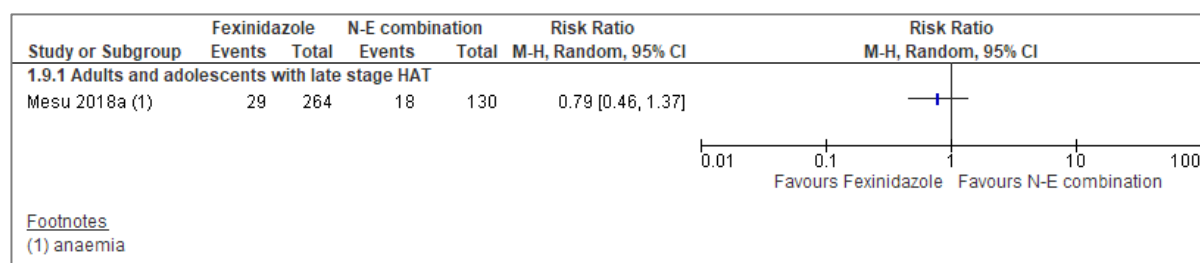 Fexinidazole N-E combination Risk Ratio Risk Ratio
Study or Subgroup Events Total Events Total M-H, Random, 95% CI M-H, Random, 95% CI
1.9.1 Adults and adolescents with late stage HAT
Mesu 2018a (1) 29 264 18 130 0.79 [0.46, 1.37]
0.01 0.1 1 10 100
Favours Fexinidazole Favours N-E combination
Footnotes
(1) anaemia